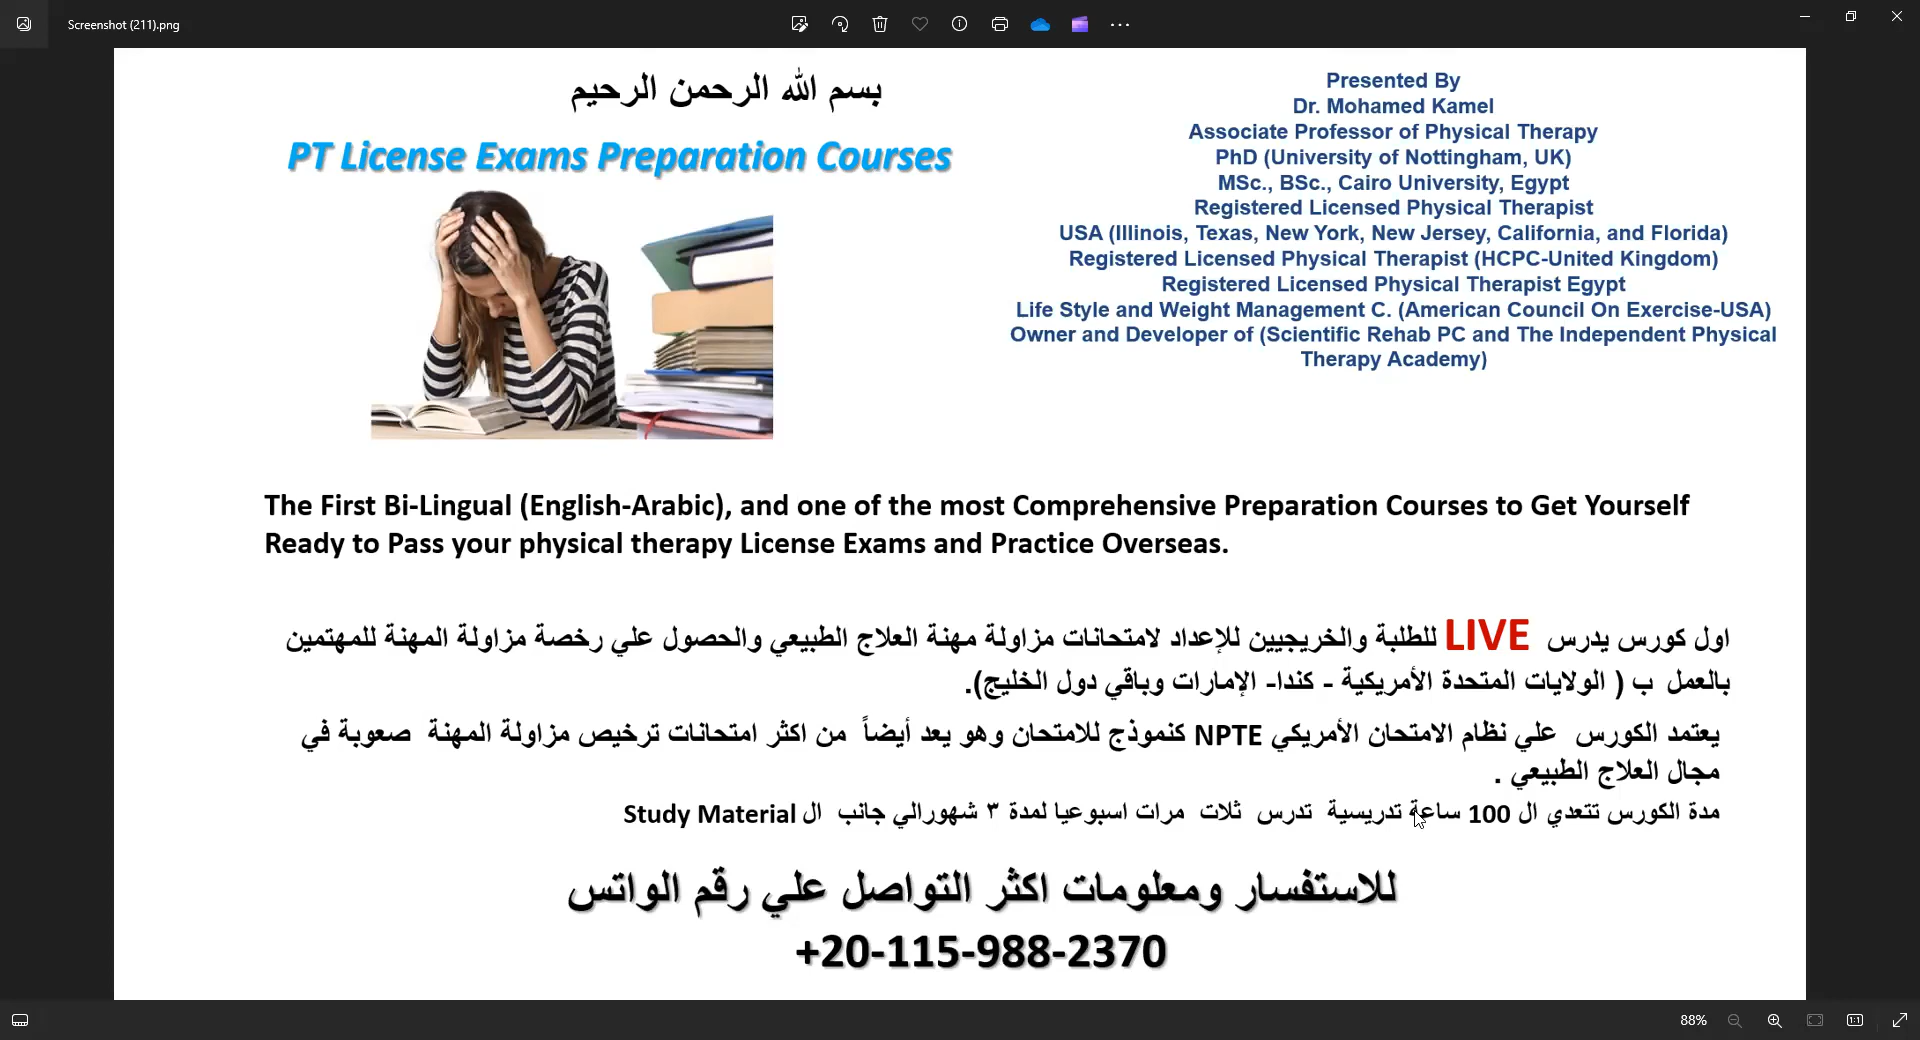 Screenshot (211).png
بسم الله الرحمن الرحيم
PT License Exams Preparation Courses
Presented By
Dr. Mohamed Kamel
Associate Professor of Physical Therapy
PhD (University of Nottingham, UK)
MSc., BSc., Cairo University, Egypt
Registered Licensed Physical Therapist
USA (Illinois, Texas, New York, New Jersey, California, and Florida)
Registered Licensed Physical Therapist (HCPC-United Kingdom)
Registered Licensed Physical Therapist Egypt
Life Style and Weight Management C. (American Council On Exercise-USA)
Owner and Developer of (Scientific Rehab PC and The Independent Physical
Therapy Academy)
The First Bi-Lingual (English-Arabic), and one of the most Comprehensive Preparation Courses to Get Yourself
Ready to Pass your physical therapy License Exams and Practice Overseas.
اول كورس يدرس LIVE للطلبة والخريجيين للإعداد لامتحانات مزاولة مهنة العلاج الطبيعي والحصول علي رخصة مزاولة المهنة للمهتمين
بالعمل ب ( الولايات المتحدة الأمريكية - كندا- الإمارات وباقي دول الخليج).
يعتمد الكورس علي نظام الامتحان الأمريكي NPTE كنموذج للامتحان وهو يعد أيضاً من اكثر امتحانات ترخيص مزاولة المهنة صعوبة في
مجال العلاج الطبيعي .
مدة الكورس تتعدي ال 100 ساعة تدريسية تدرس ثلاث مرات اسبوعيا لمدة ٣ شهورالي جانب ال Study Material
للاستفسار ومعلومات اكثر التواصل علي رقم الواتس
+20-115-988-2370
88%